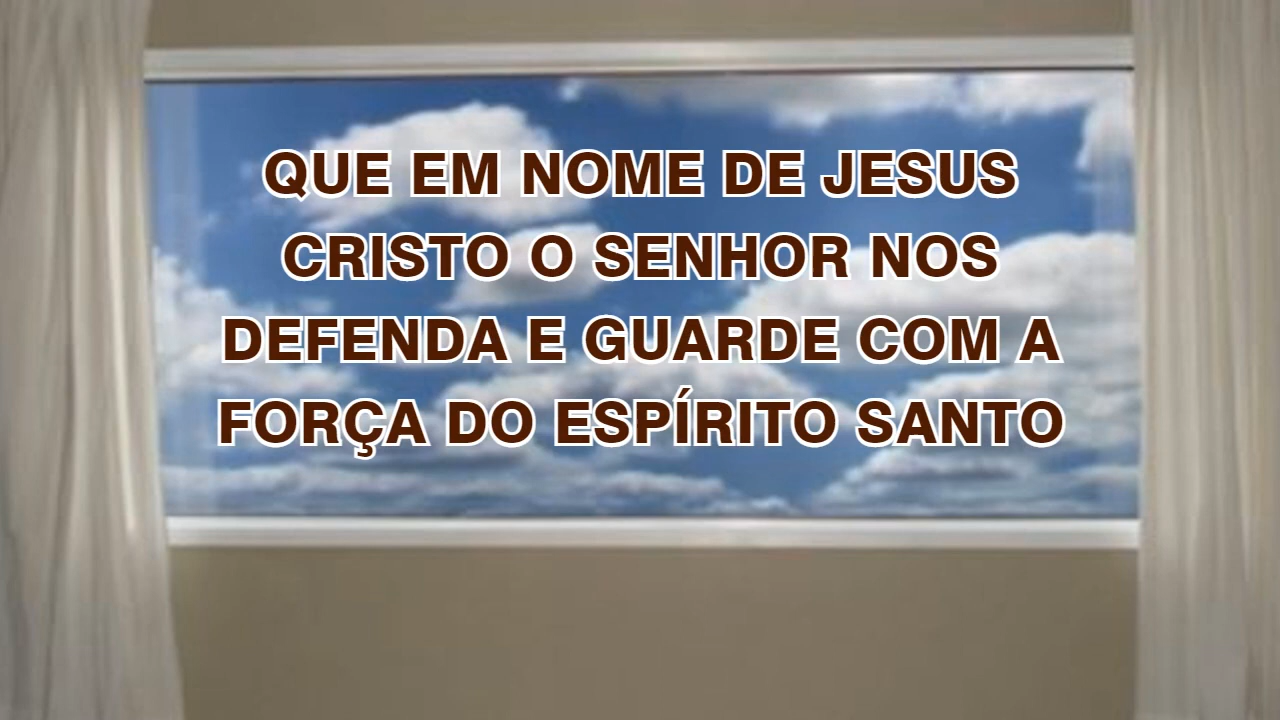 QUE EM NOME DE JESUS
CRISTO O SENHOR NOS
DEFENDA E GUARDE COM A
FORÇA DO ESPÍRITO SANTO